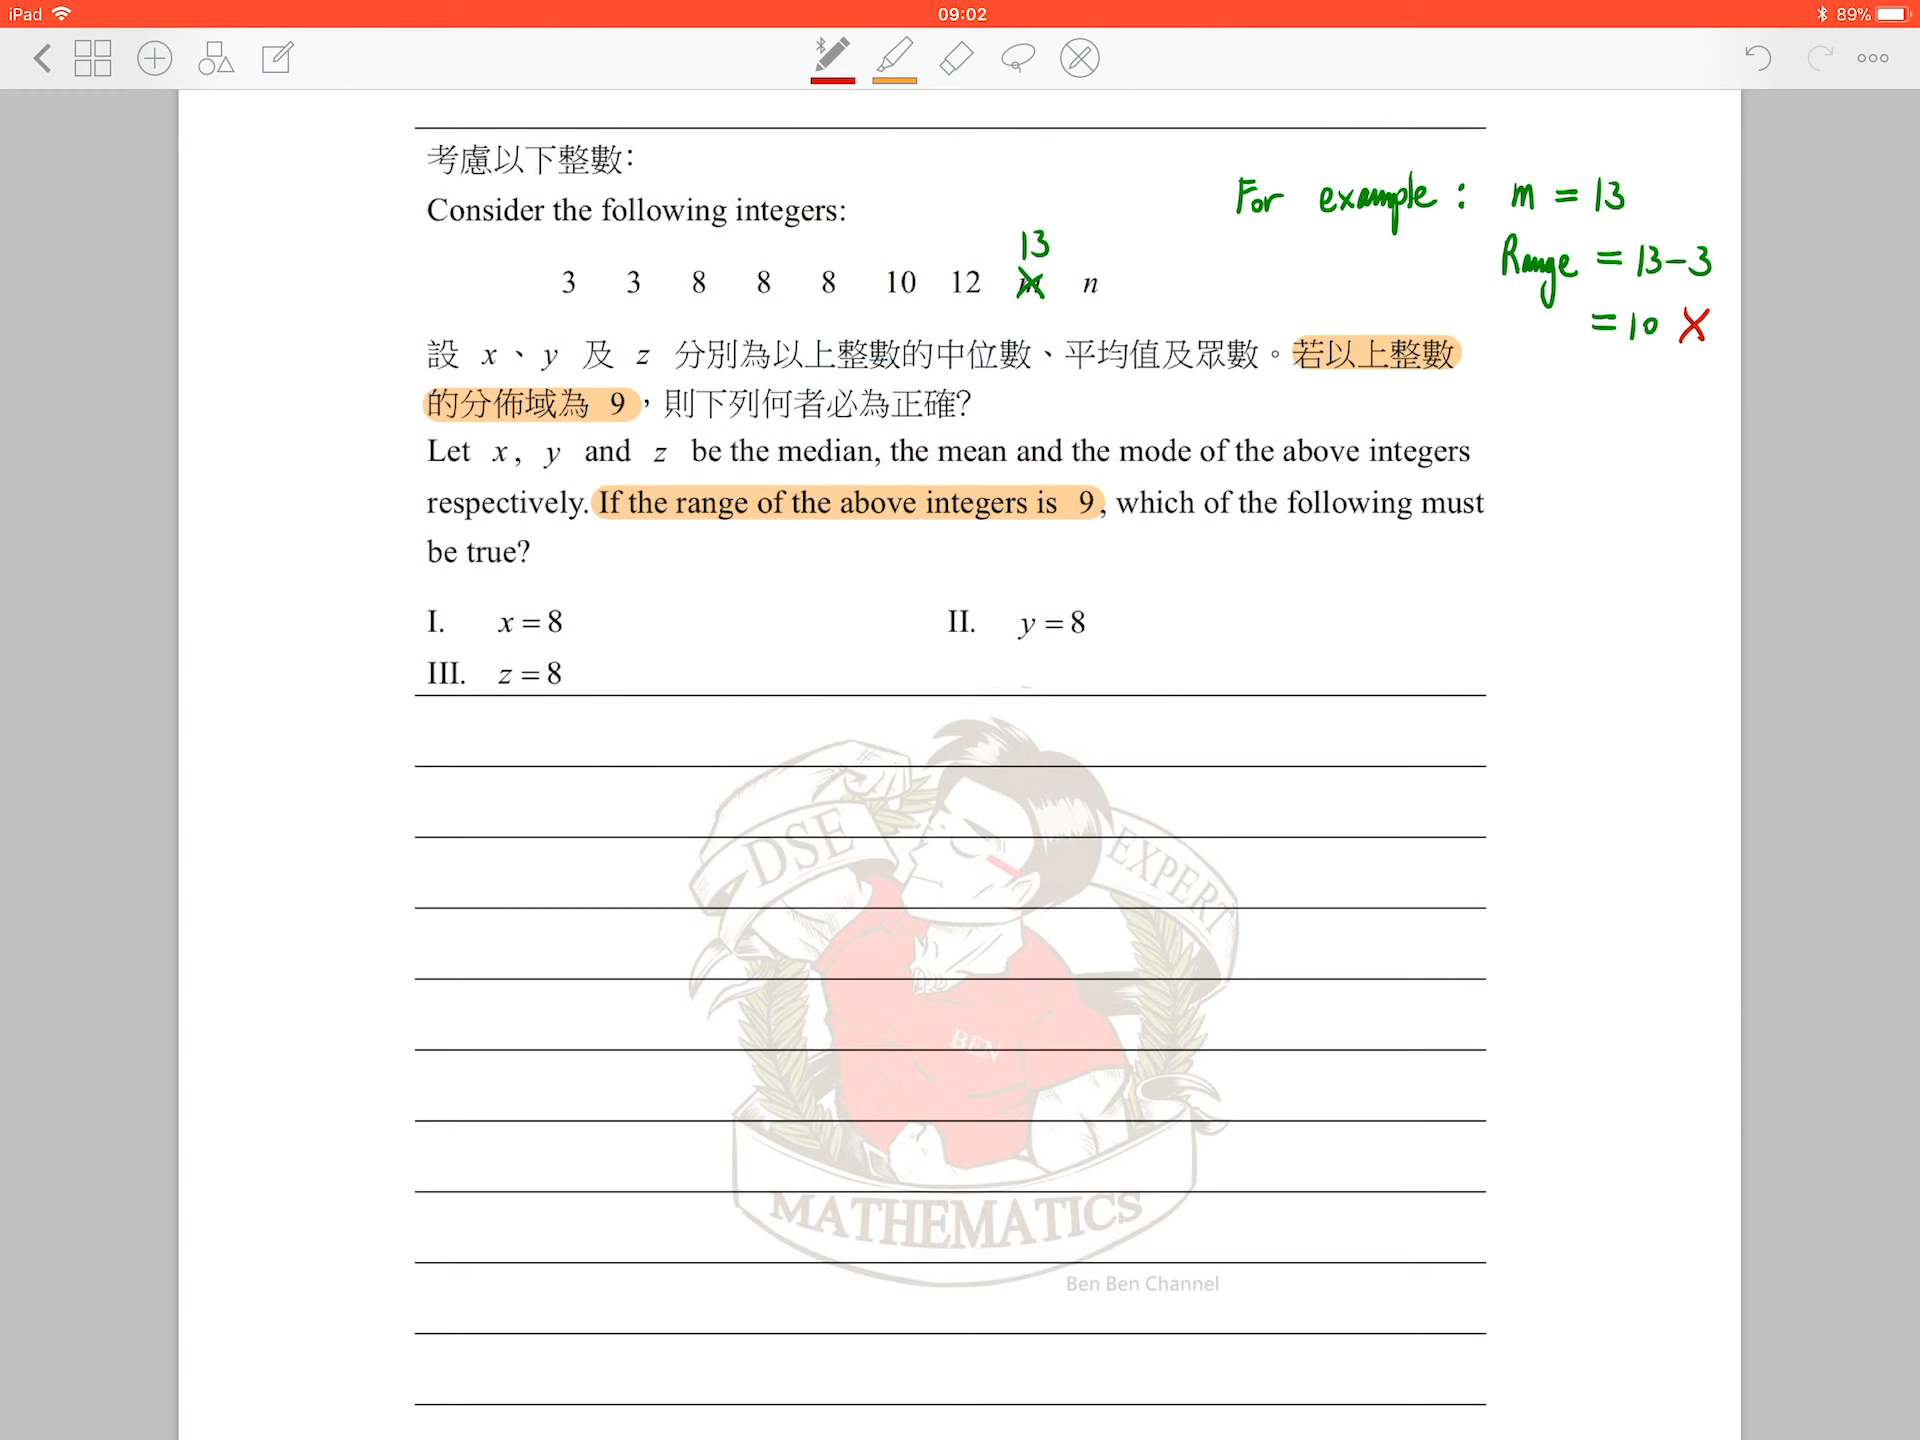 iPad 09:02 89%
考慮以下整數：
Consider the following integers:
For example : m = 13
13
Range = 13-3
3 3 8 8 8 10 12 m n
= 10 ×
設 x、y 及 z 分別為以上整數的中位數、平均值及眾數。若以上整數
的分佈域為 9，則下列何者必為正確？
Let x, y and z be the median, the mean and the mode of the above integers
respectively. If the range of the above integers is 9, which of the following must
be true?
I. x = 8 II. y = 8
III. z = 8
DSE EXPERT
BEN
MATHEMATICS
Ben Ben Channel